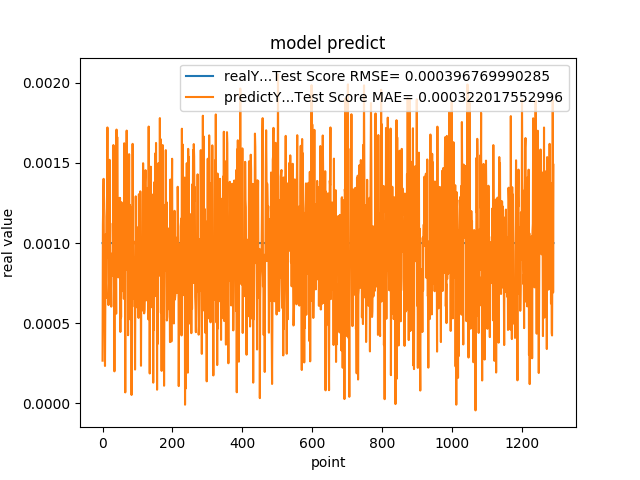 model predict
realY...Test Score RMSE= 0.000396769990285
predictY...Test Score MAE= 0.000322017552996
0.0020
0.0015
0.0010
0.0005
0.0000
real value
0 200 400 600 800 1000 1200
point